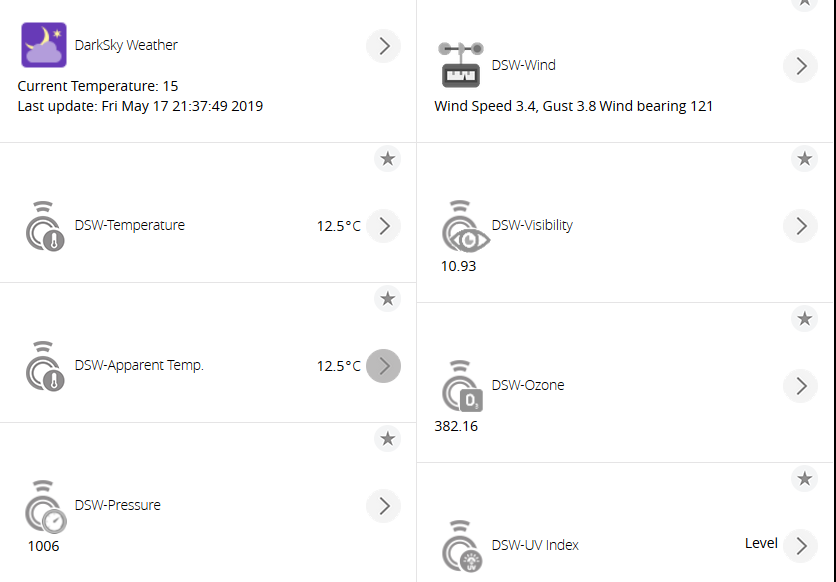 DarkSky Weather
Current Temperature: 15
Last update: Fri May 17 21:37:49 2019
DSW-Temperature
12.5°C
DSW-Apparent Temp.
12.5°C
DSW-Pressure
1006
DSW-Wind
Wind Speed 3.4, Gust 3.8 Wind bearing 121
DSW-Visibility
10.93
O3
DSW-Ozone
382.16
UV
DSW-UV Index
Level